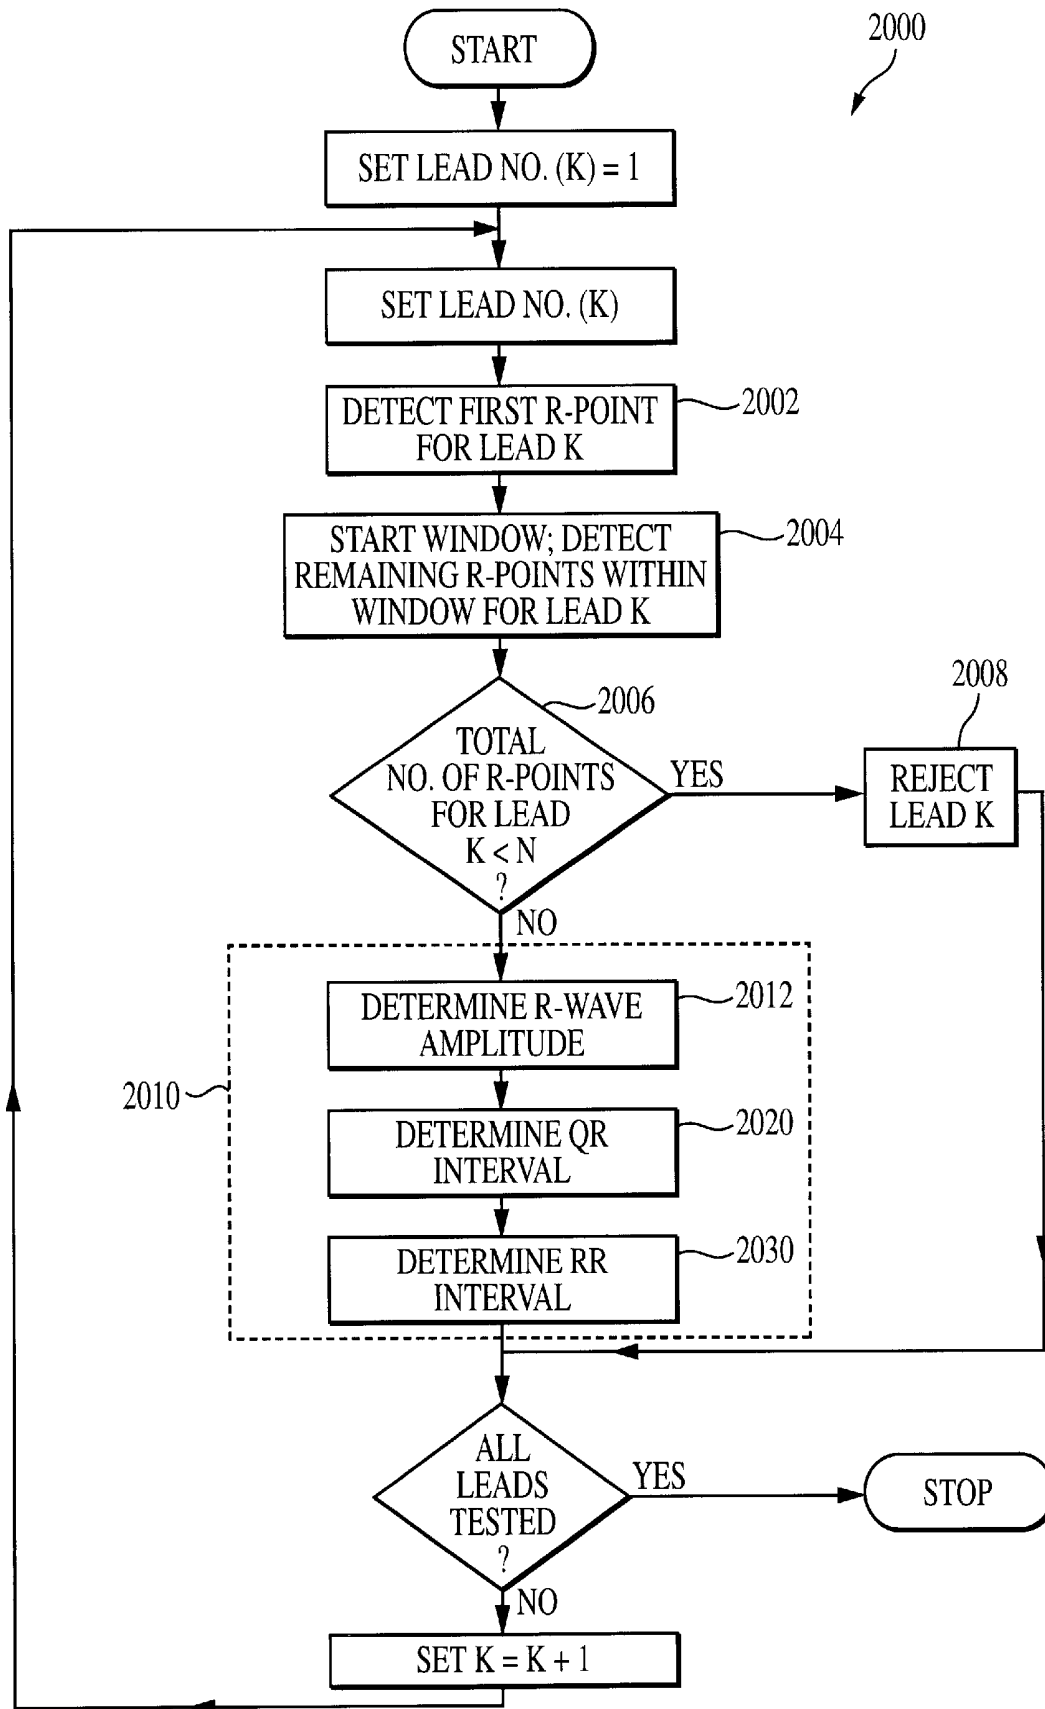 START
2000
SET LEAD NO. (K) = 1
SET LEAD NO. (K)
DETECT FIRST R-POINT
FOR LEAD K
2002
START WINDOW; DETECT
REMAINING R-POINTS WITHIN
WINDOW FOR LEAD K
2004
2006
TOTAL
NO. OF R-POINTS
FOR LEAD
K < N
?
YES
2008
REJECT
LEAD K
NO
2010
DETERMINE R-WAVE
AMPLITUDE
2012
DETERMINE QR
INTERVAL
2020
DETERMINE RR
INTERVAL
2030
ALL
LEADS
TESTED
?
YES
STOP
NO
SET K = K + 1